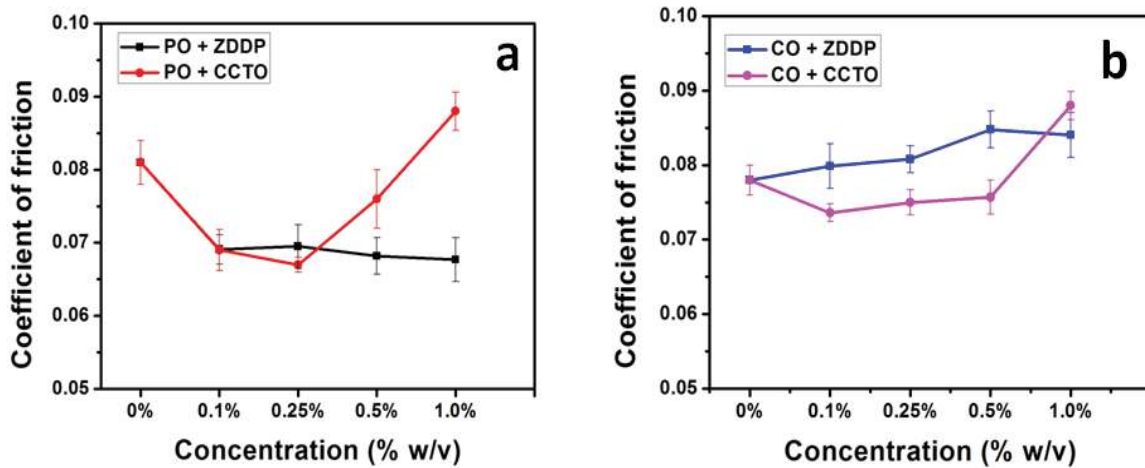 a
PO + ZDDP
PO + CCTO
Coefficient of friction
0.10
0.09
0.08
0.07
0.06
0.05
0% 0.1% 0.25% 0.5% 1.0%
Concentration (% w/v)
b
CO + ZDDP
CO + CCTO
Coefficient of friction
0.10
0.09
0.08
0.07
0.06
0.05
0% 0.1% 0.25% 0.5% 1.0%
Concentration (% w/v)